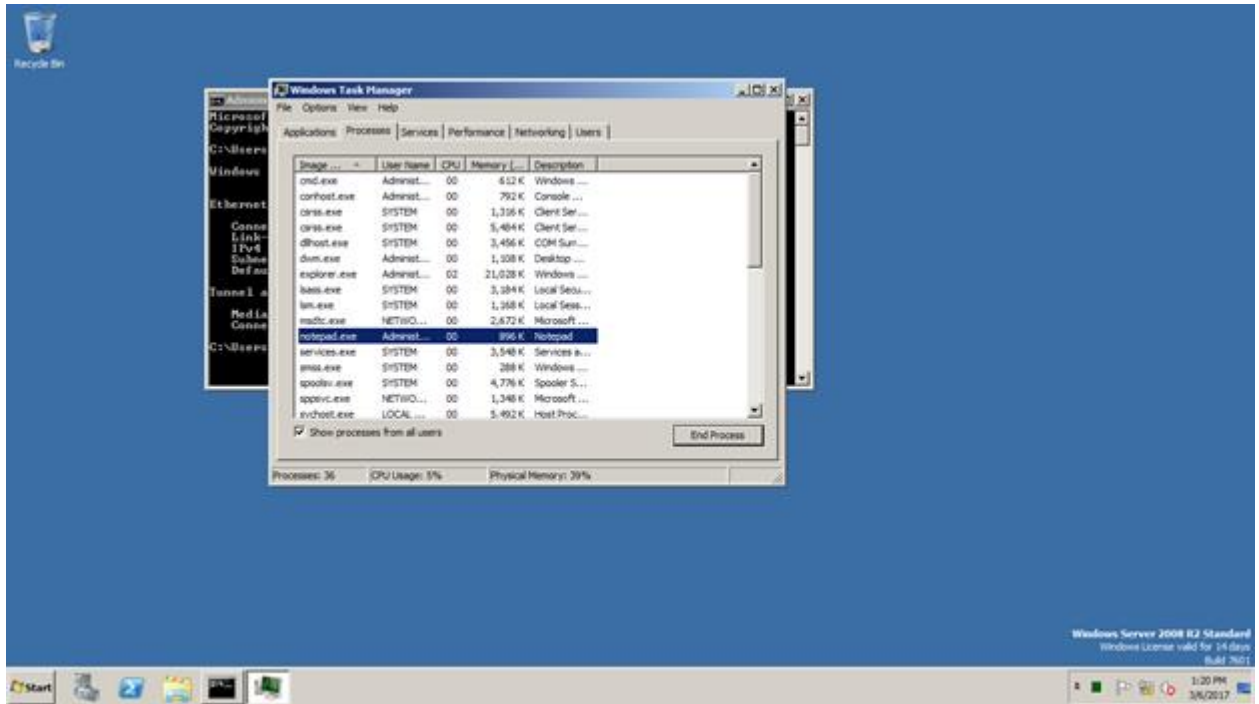 Recycle Bin
Windows Task Manager
File Options View Help
Applications Processes Services Performance Networking Users
Image ... User Name CPU Memory (... Description
cmd.exe Administ... 00 612 K Windows ...
conhost.exe Administ... 00 792 K Console ...
csrss.exe SYSTEM 00 1,316 K Client Ser...
csrss.exe SYSTEM 00 5,484 K Client Ser...
dllhost.exe SYSTEM 00 3,456 K COM Surr...
dwm.exe Administ... 00 1,108 K Desktop ...
explorer.exe Administ... 02 21,028 K Windows ...
lsass.exe SYSTEM 00 3,184 K Local Secu...
lsm.exe SYSTEM 00 1,168 K Local Sess...
msdtc.exe NETWO... 00 2,672 K Microsoft ...
notepad.exe Administ... 00 896 K Notepad
services.exe SYSTEM 00 3,548 K Services a...
smss.exe SYSTEM 00 288 K Windows ...
spoolsv.exe SYSTEM 00 4,776 K Spooler S...
sppsvc.exe NETWO... 00 1,348 K Microsoft ...
svchost.exe LOCAL ... 00 5,492 K Host Proc...
Show processes from all users
End Process
Processes: 36 CPU Usage: 5% Physical Memory: 39%
Microsof
Copyrigh
C:\Users
Windows
Ethernet
Conne
Link-
IPv4
Subne
Defau
Tunnel a
Media
Conne
C:\Users
Windows Server 2008 R2 Standard
Windows License valid for 14 days
Build 7601
Start
1:20 PM
3/6/2017